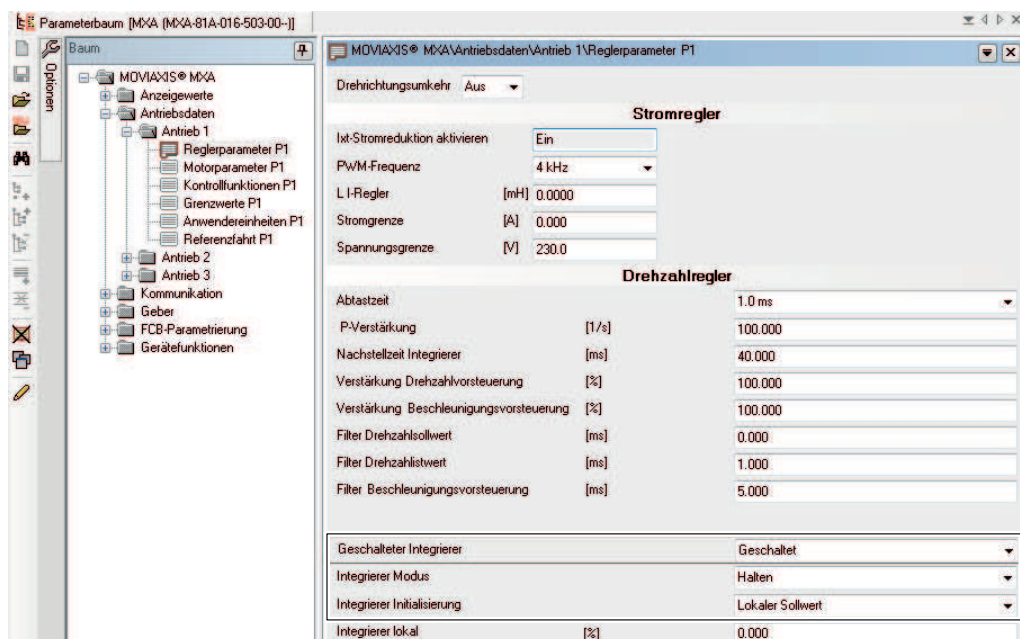 Parameterbaum [MXA (MXA-81A-016-503-00--)]
Optionen
Baum
MOVIAXIS® MXA
Anzeigewerte
Antriebsdaten
Antrieb 1
Reglerparameter P1
Motorparameter P1
Kontrollfunktionen P1
Grenzwerte P1
Anwendereinheiten P1
Referenzfahrt P1
Antrieb 2
Antrieb 3
Kommunikation
Geber
FCB-Parametrierung
Gerätefunktionen
MOVIAXIS® MXA\Antriebsdaten\Antrieb 1\Reglerparameter P1
Drehrichtungsumkehr Aus
Stromregler
Ixt-Stromreduktion aktivieren Ein
PWM-Frequenz 4 kHz
L I-Regler [mH] 0.0000
Stromgrenze [A] 0.000
Spannungsgrenze [V] 230.0
Drehzahlregler
Abtastzeit 1.0 ms
P-Verstärkung [1/s] 100.000
Nachstellzeit Integrierer [ms] 40.000
Verstärkung Drehzahlvorsteuerung [%] 100.000
Verstärkung Beschleunigungsvorsteuerung [%] 100.000
Filter Drehzahlsollwert [ms] 0.000
Filter Drehzahlistwert [ms] 1.000
Filter Beschleunigungsvorsteuerung [ms] 5.000
Geschalteter Integrierer Geschaltet
Integrierer Modus Halten
Integrierer Initialisierung Lokaler Sollwert
Integrierer lokal [%] 0.000